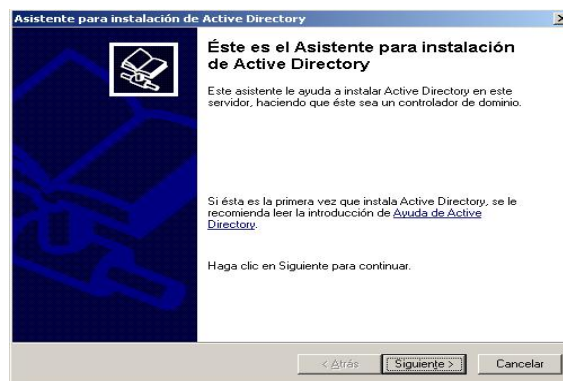 Asistente para instalación de Active Directory
Éste es el Asistente para instalación
de Active Directory
Este asistente le ayuda a instalar Active Directory en este
servidor, haciendo que éste sea un controlador de dominio.
Si ésta es la primera vez que instala Active Directory, se le
recomienda leer la introducción de Ayuda de Active
Directory.
Haga clic en Siguiente para continuar.
< Atrás Siguiente > Cancelar